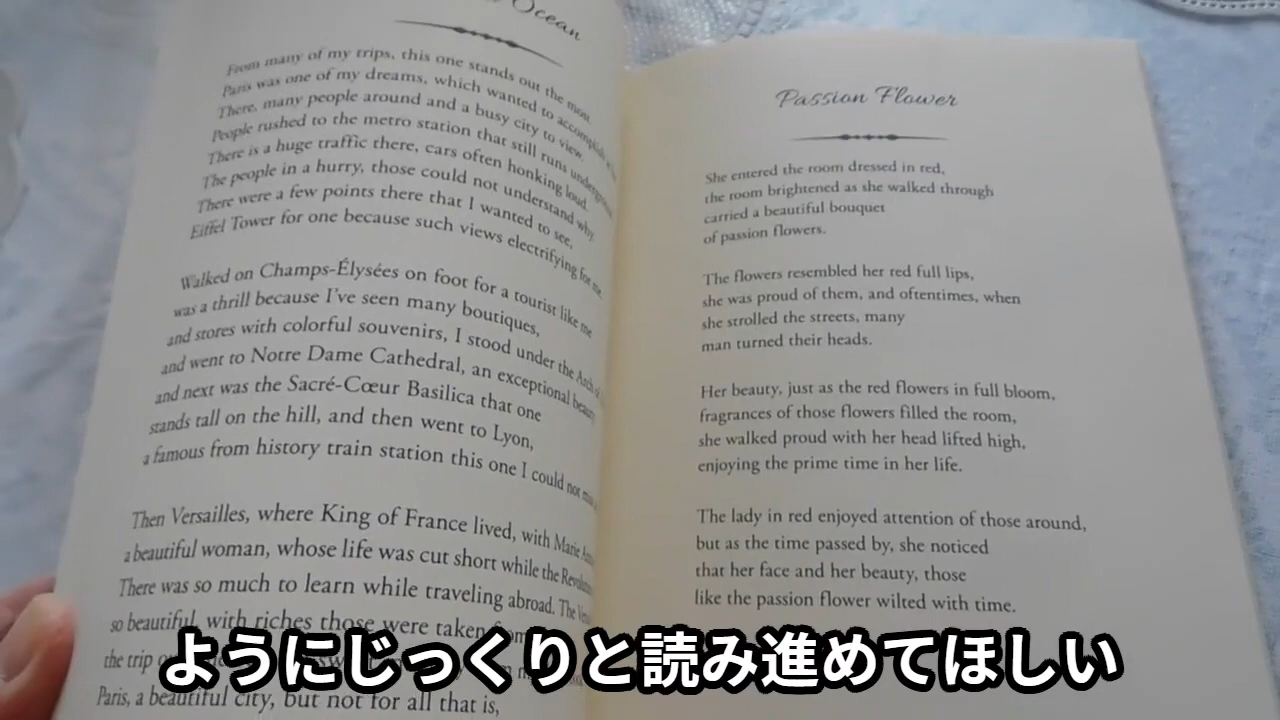 Ocean
From many of my trips, this one stands out the most.
Paris was one of my dreams, which wanted to accomplish
There, many people around and a busy city to view.
People rushed to the metro station that still runs underground
There is a huge traffic there, cars often honking loud.
The people in a hurry, those could not understand why.
There were a few points there that I wanted to see.
Eiffel Tower for one because such views electrifying for me.
Walked on Champs-Élysées on foot for a tourist like me
was a thrill because I've seen many boutiques,
and stores with colorful souvenirs, I stood under the Arch of
and went to Notre Dame Cathedral, an exceptional beauty
and next was the Sacré-Cœur Basilica that one
stands tall on the hill, and then went to Lyon,
a famous from history train station this one I could not
Then Versailles, where King of France lived, with Marie
a beautiful woman, whose life was cut short while the
There was so much to learn while traveling abroad. The
so beautiful, with riches those were taken from
the trip
Paris, a beautiful city, but not for all that is,
Passion Flower
She entered the room dressed in red,
the room brightened as she walked through
carried a beautiful bouquet
of passion flowers.
The flowers resembled her red full lips,
she was proud of them, and oftentimes, when
she strolled the streets, many
man turned their heads.
Her beauty, just as the red flowers in full bloom,
fragrances of those flowers filled the room,
she walked proud with her head lifted high,
enjoying the prime time in her life.
The lady in red enjoyed attention of those around,
but as the time passed by, she noticed
that her face and her beauty, those
like the passion flower wilted with time.
ようにじっくりと読み進めてほしい